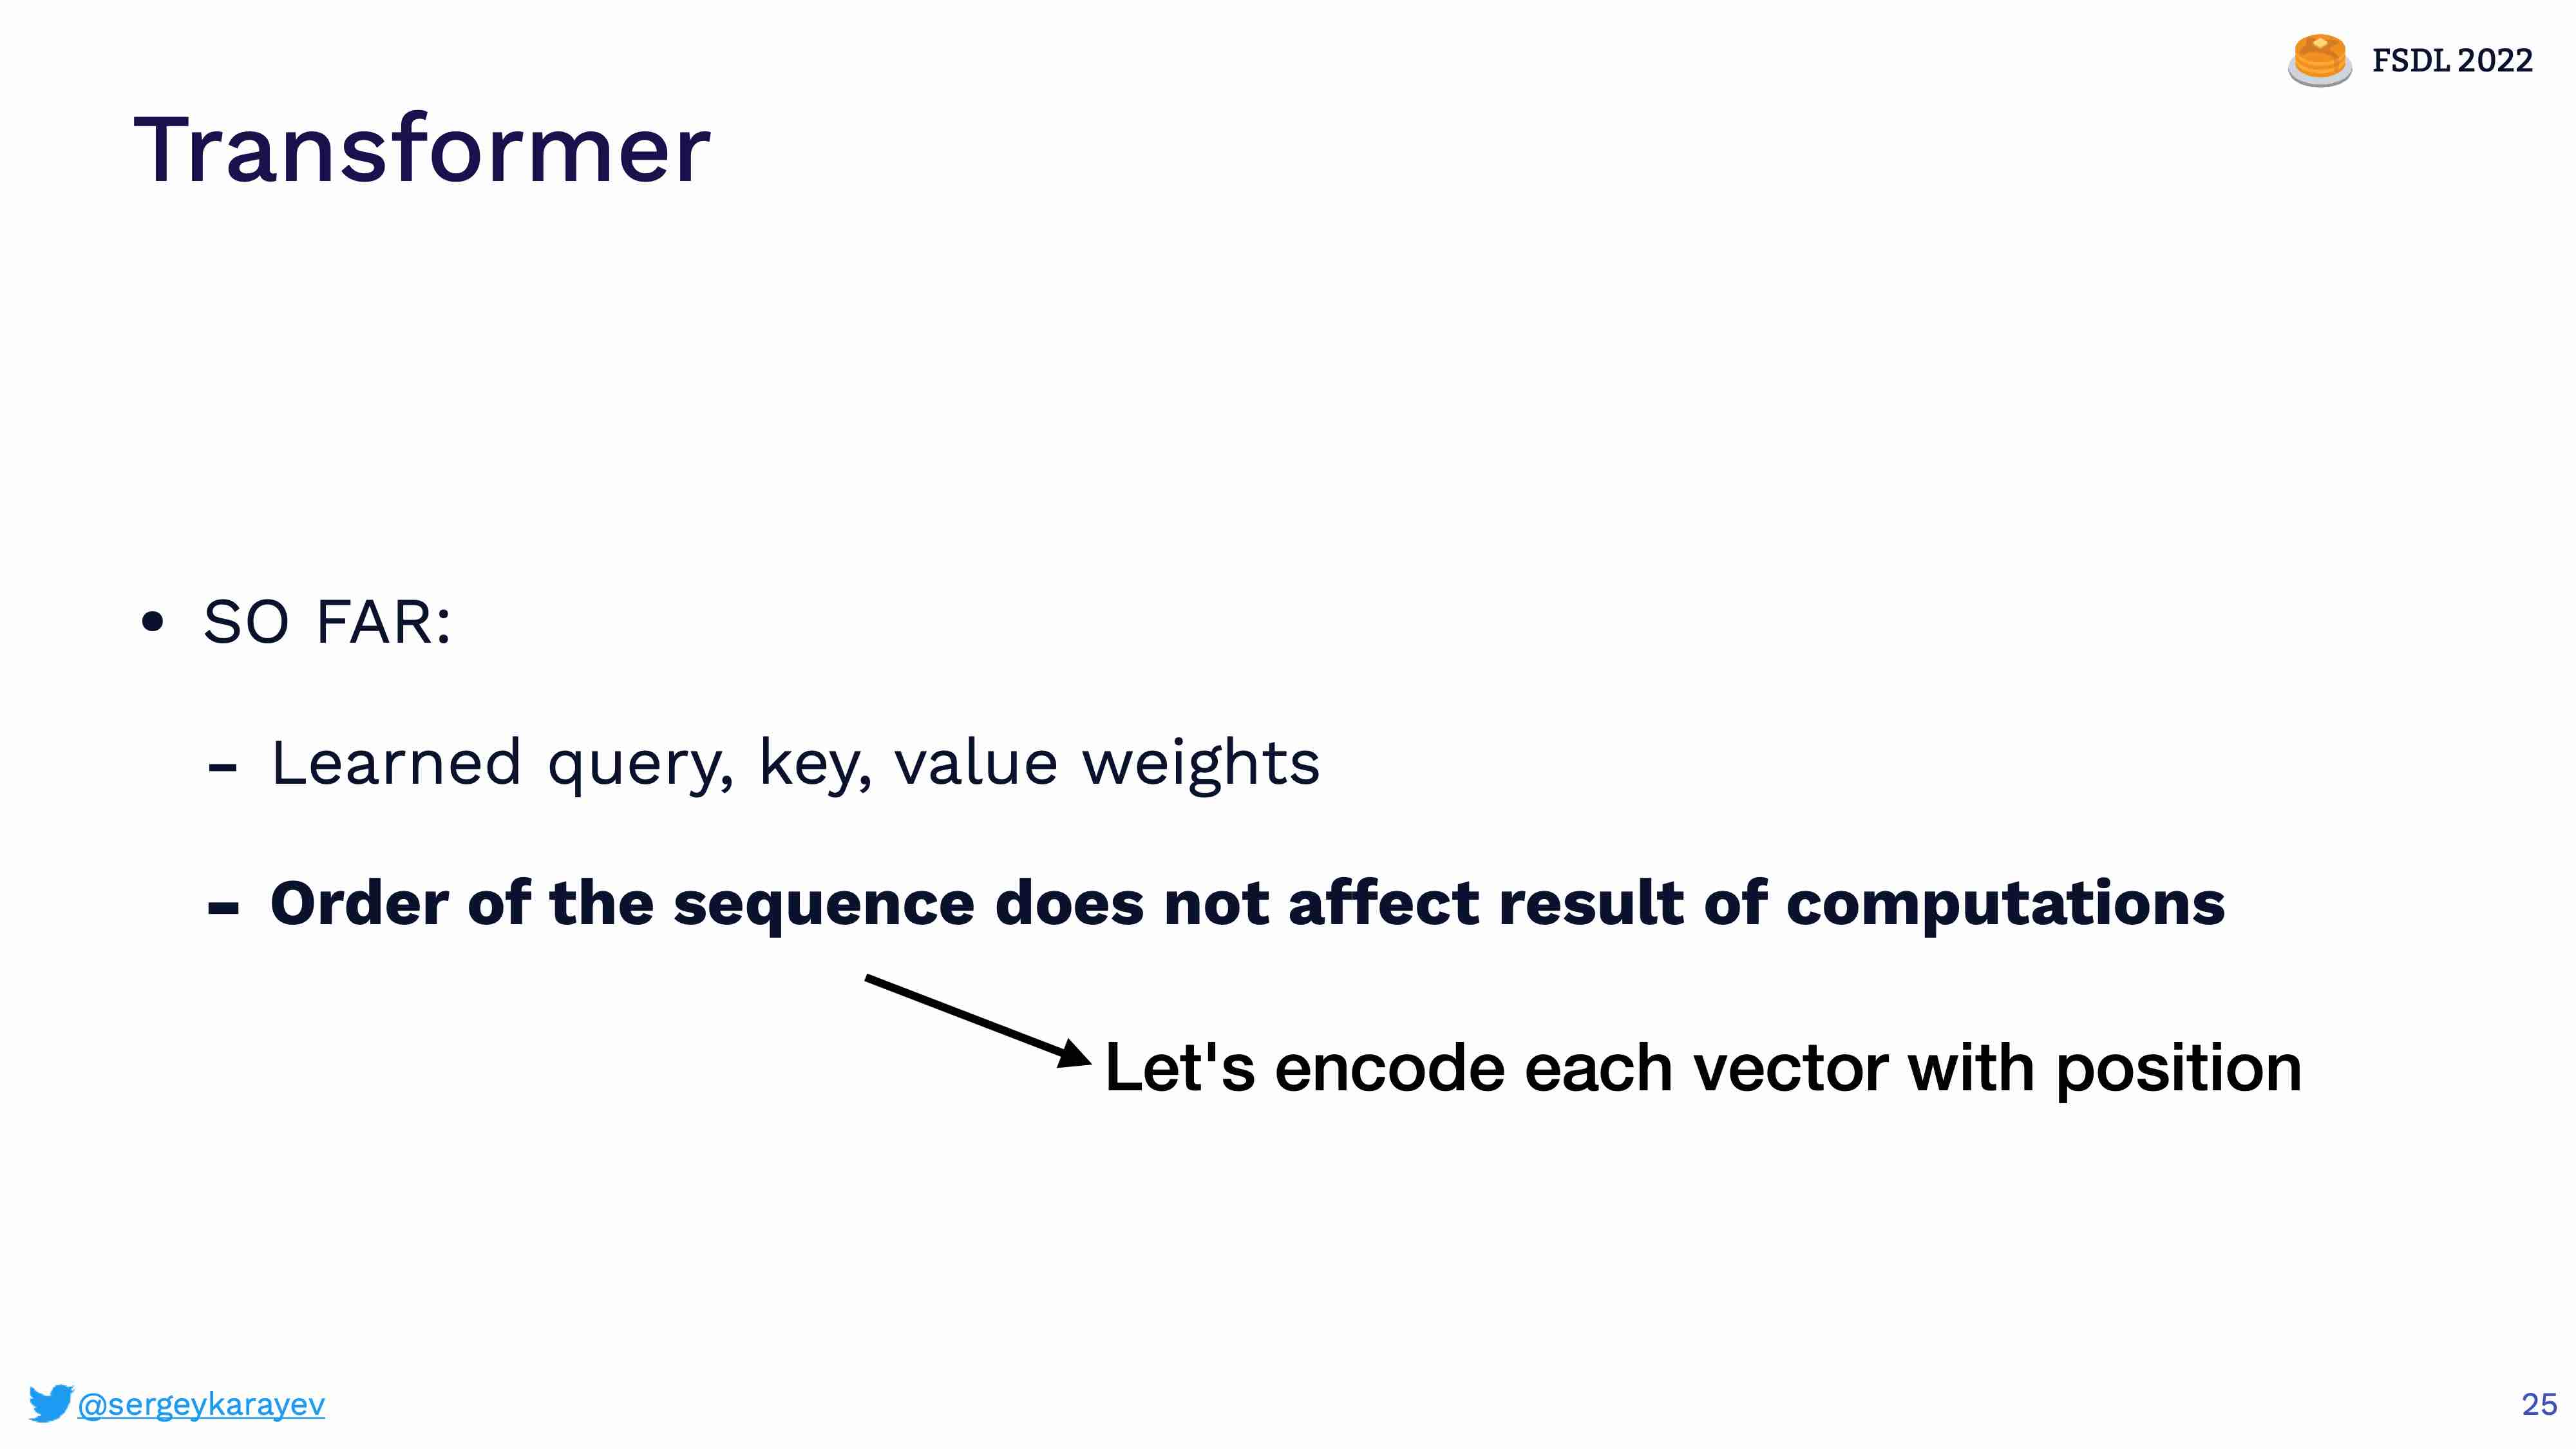 FSDL 2022
Transformer
• SO FAR:
- Learned query, key, value weights
- Order of the sequence does not affect result of computations
Let's encode each vector with position
@sergeykarayev
25